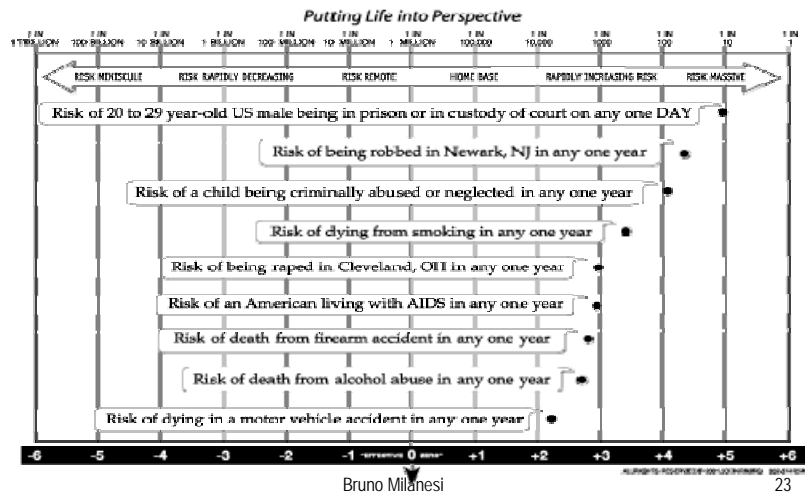 Putting Life into Perspective
1 IN 1 IN 1 IN 1 IN 1 IN 1 IN 1 IN 1 IN 1 IN 1 IN 1 IN 1 IN 1 IN
1 TRILLION 100 BILLION 10 BILLION 1 BILLION 100 MILLION 10 MILLION 1 MILLION 100,000 10,000 1000 100 10 1
RISK MINISCULE RISK RAPIDLY DECREASING RISK REMOTE HOME BASE RAPIDLY INCREASING RISK RISK MASSIVE
Risk of 20 to 29 year-old US male being in prison or in custody of court on any one DAY
Risk of being robbed in Newark, NJ in any one year
Risk of a child being criminally abused or neglected in any one year
Risk of dying from smoking in any one year
Risk of being raped in Cleveland, OH in any one year
Risk of an American living with AIDS in any one year
Risk of death from firearm accident in any one year
Risk of death from alcohol abuse in any one year
Risk of dying in a motor vehicle accident in any one year
-6 -5 -4 -3 -2 -1 "EFFECTIVE 0 ZERO" +1 +2 +3 +4 +5 +6
ALL RIGHTS RESERVED
Bruno Milanesi 23